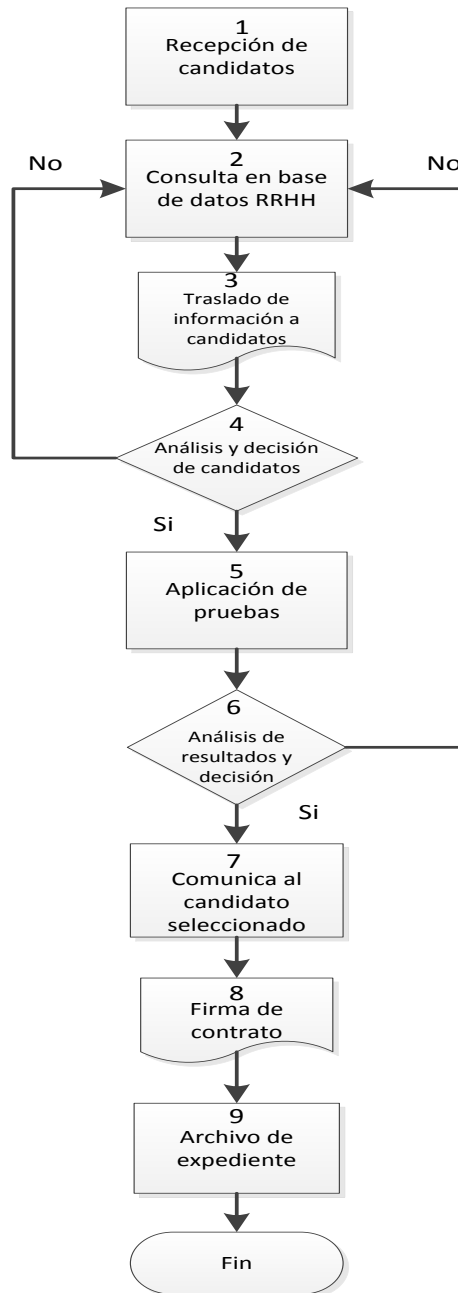 1
Recepción de
candidatos
No
No
2
Consulta en base
de datos RRHH
3
Traslado de
información a
candidatos
4
Análisis y decisión
de candidatos
Si
5
Aplicación de
pruebas
6
Análisis de
resultados y
decisión
Si
7
Comunica al
candidato
seleccionado
8
Firma de
contrato
9
Archivo de
expediente
Fin